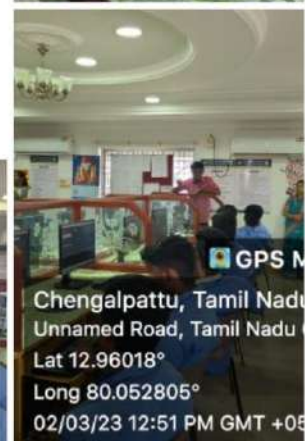 GPS M
Chengalpattu, Tamil Nadu
Unnamed Road, Tamil Nadu
Lat 12.96018°
Long 80.052805°
02/03/23 12:51 PM GMT +05